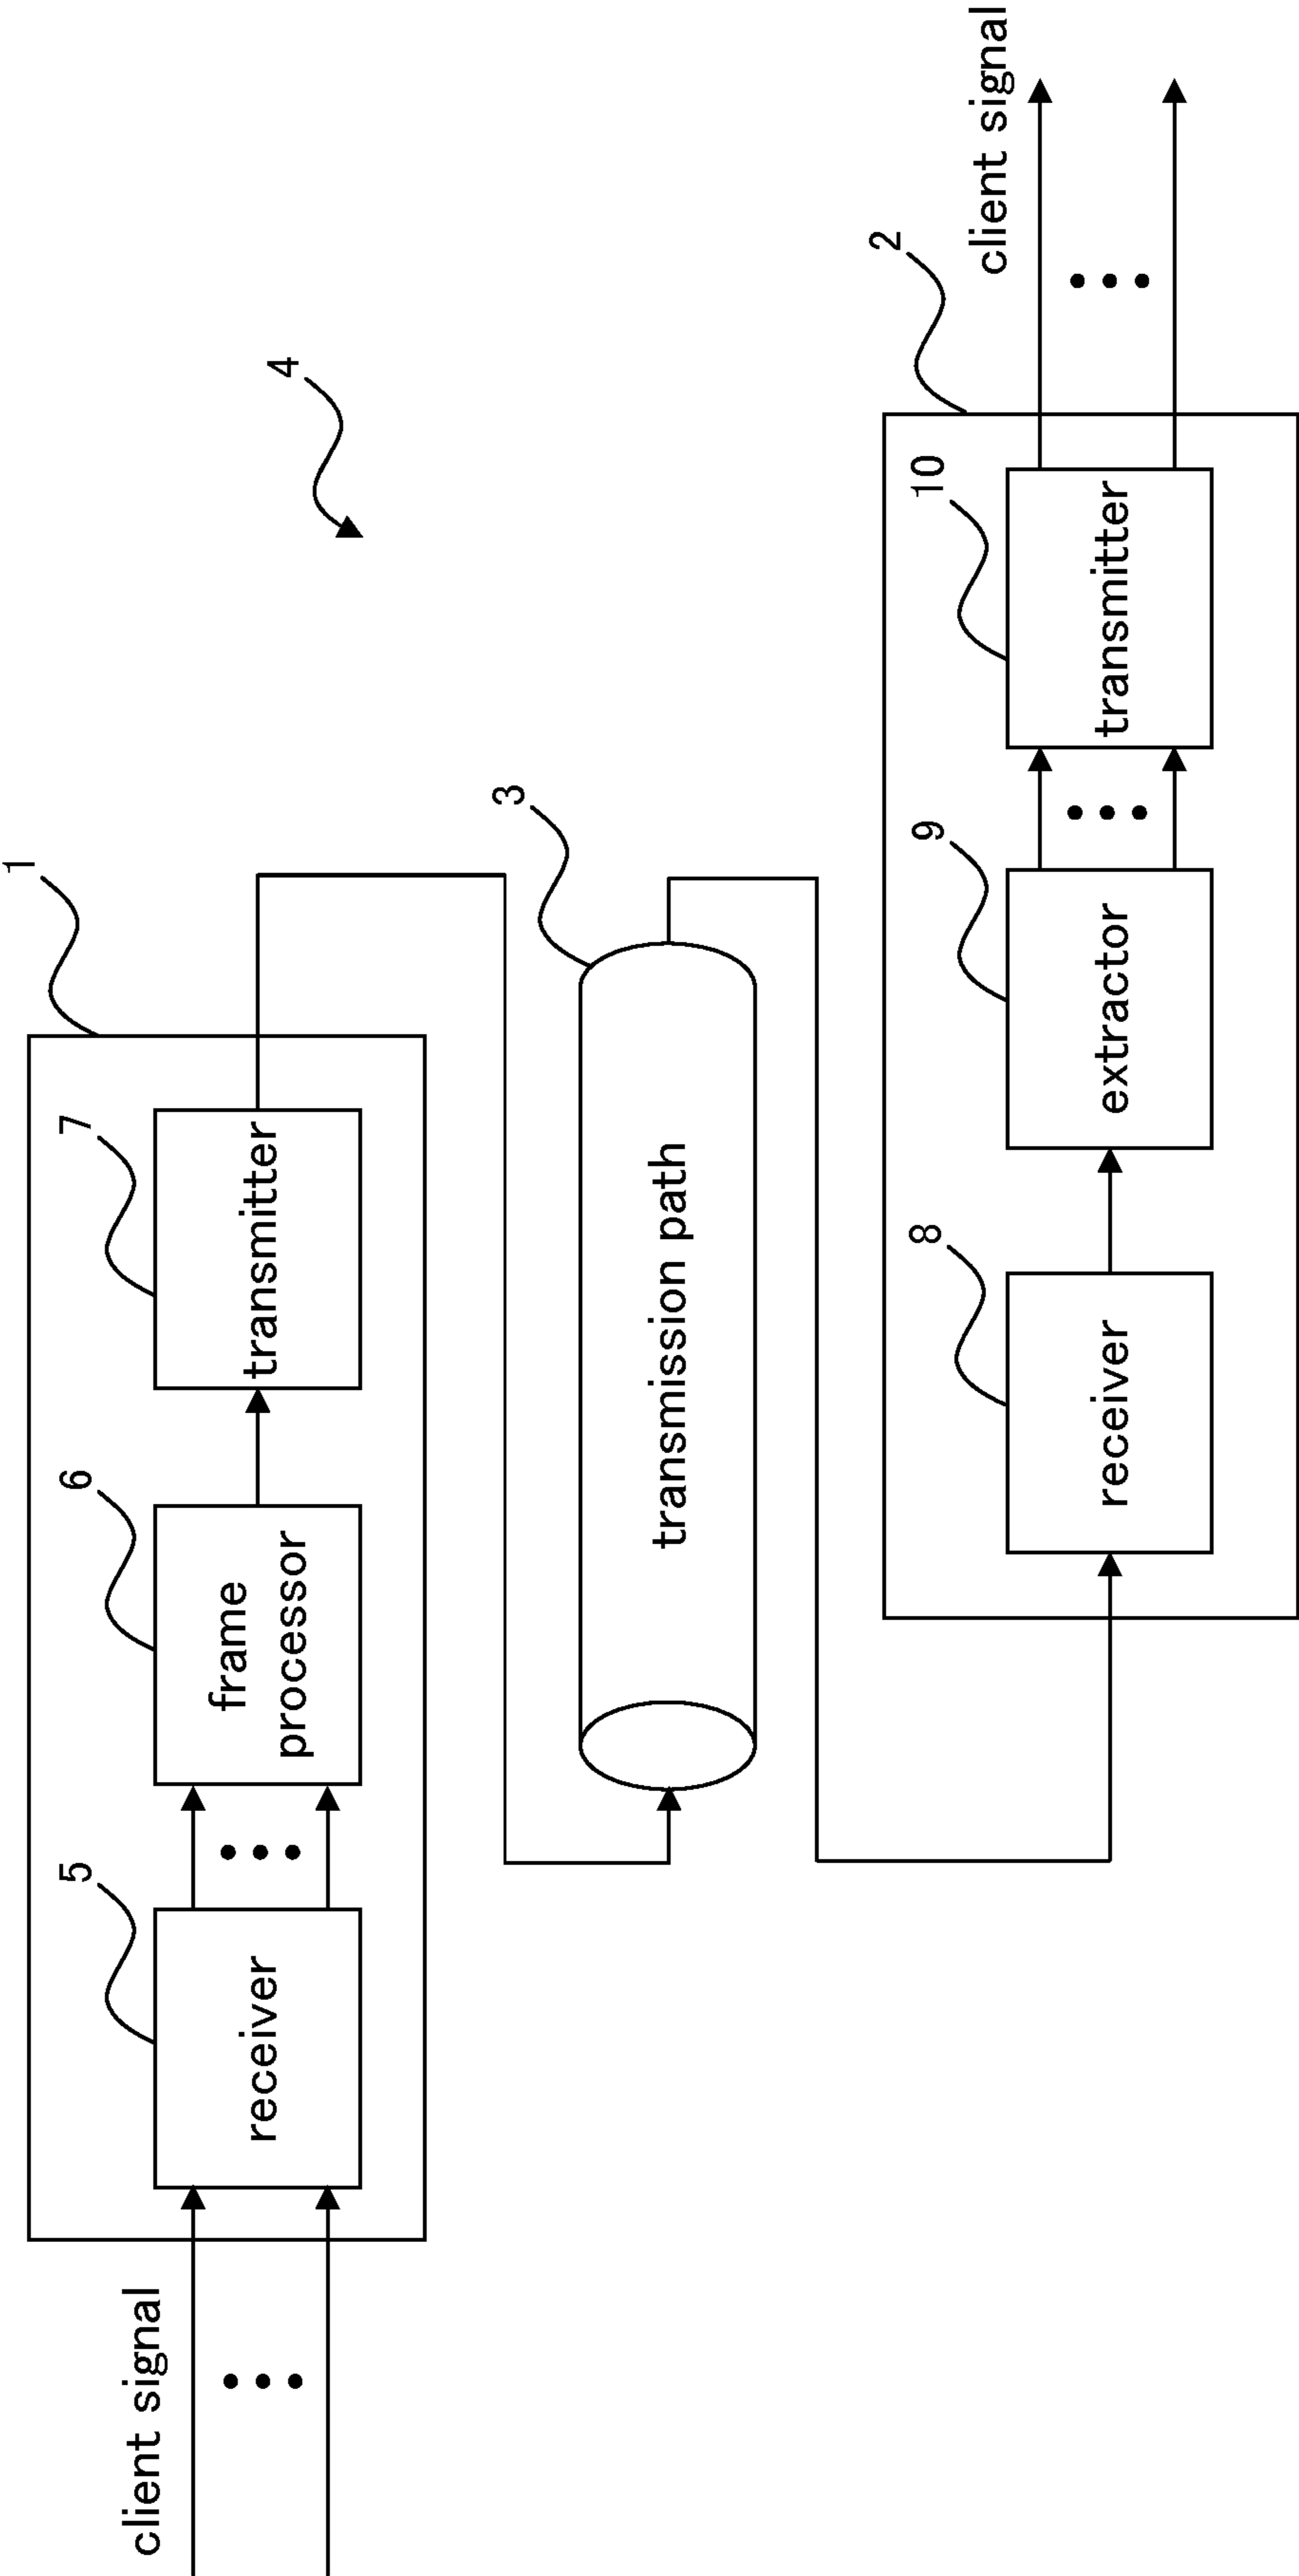 1
client signal
5
receiver
6
frame
processor
7
transmitter
4
3
transmission path
2
8
receiver
9
extractor
10
transmitter
client signal